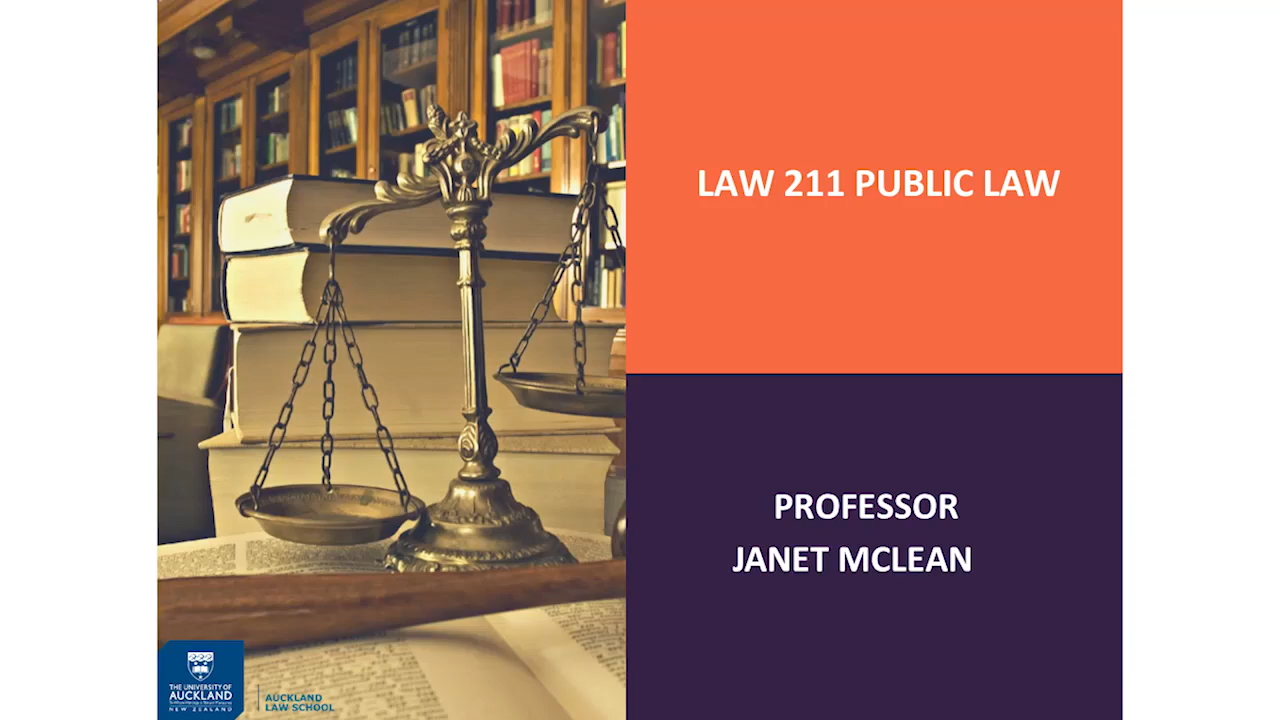 LAW 211 PUBLIC LAW
PROFESSOR
JANET MCLEAN
THE UNIVERSITY OF
AUCKLAND
NEW ZEALAND
AUCKLAND
LAW SCHOOL